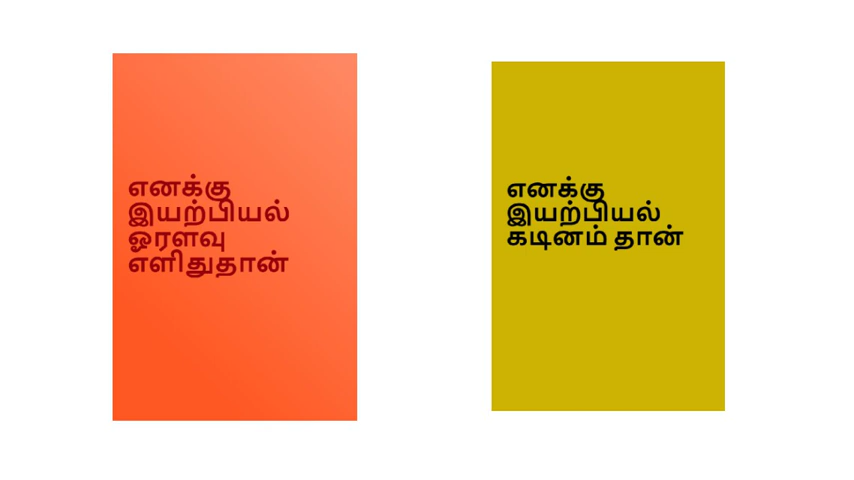 எனக்கு
இயற்பியல்
ஓரளவு
எளிதுதான்
எனக்கு
இயற்பியல்
கடினம் தான்